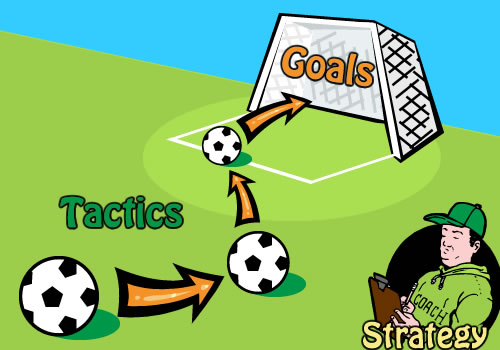 Goals
Tactics
COACH
Strategy